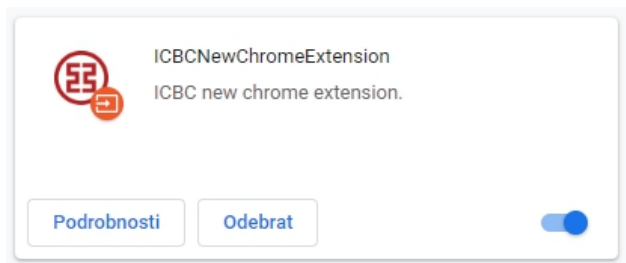 ICBCNewChromeExtension
ICBC new chrome extension.
Podrobnosti
Odebrat